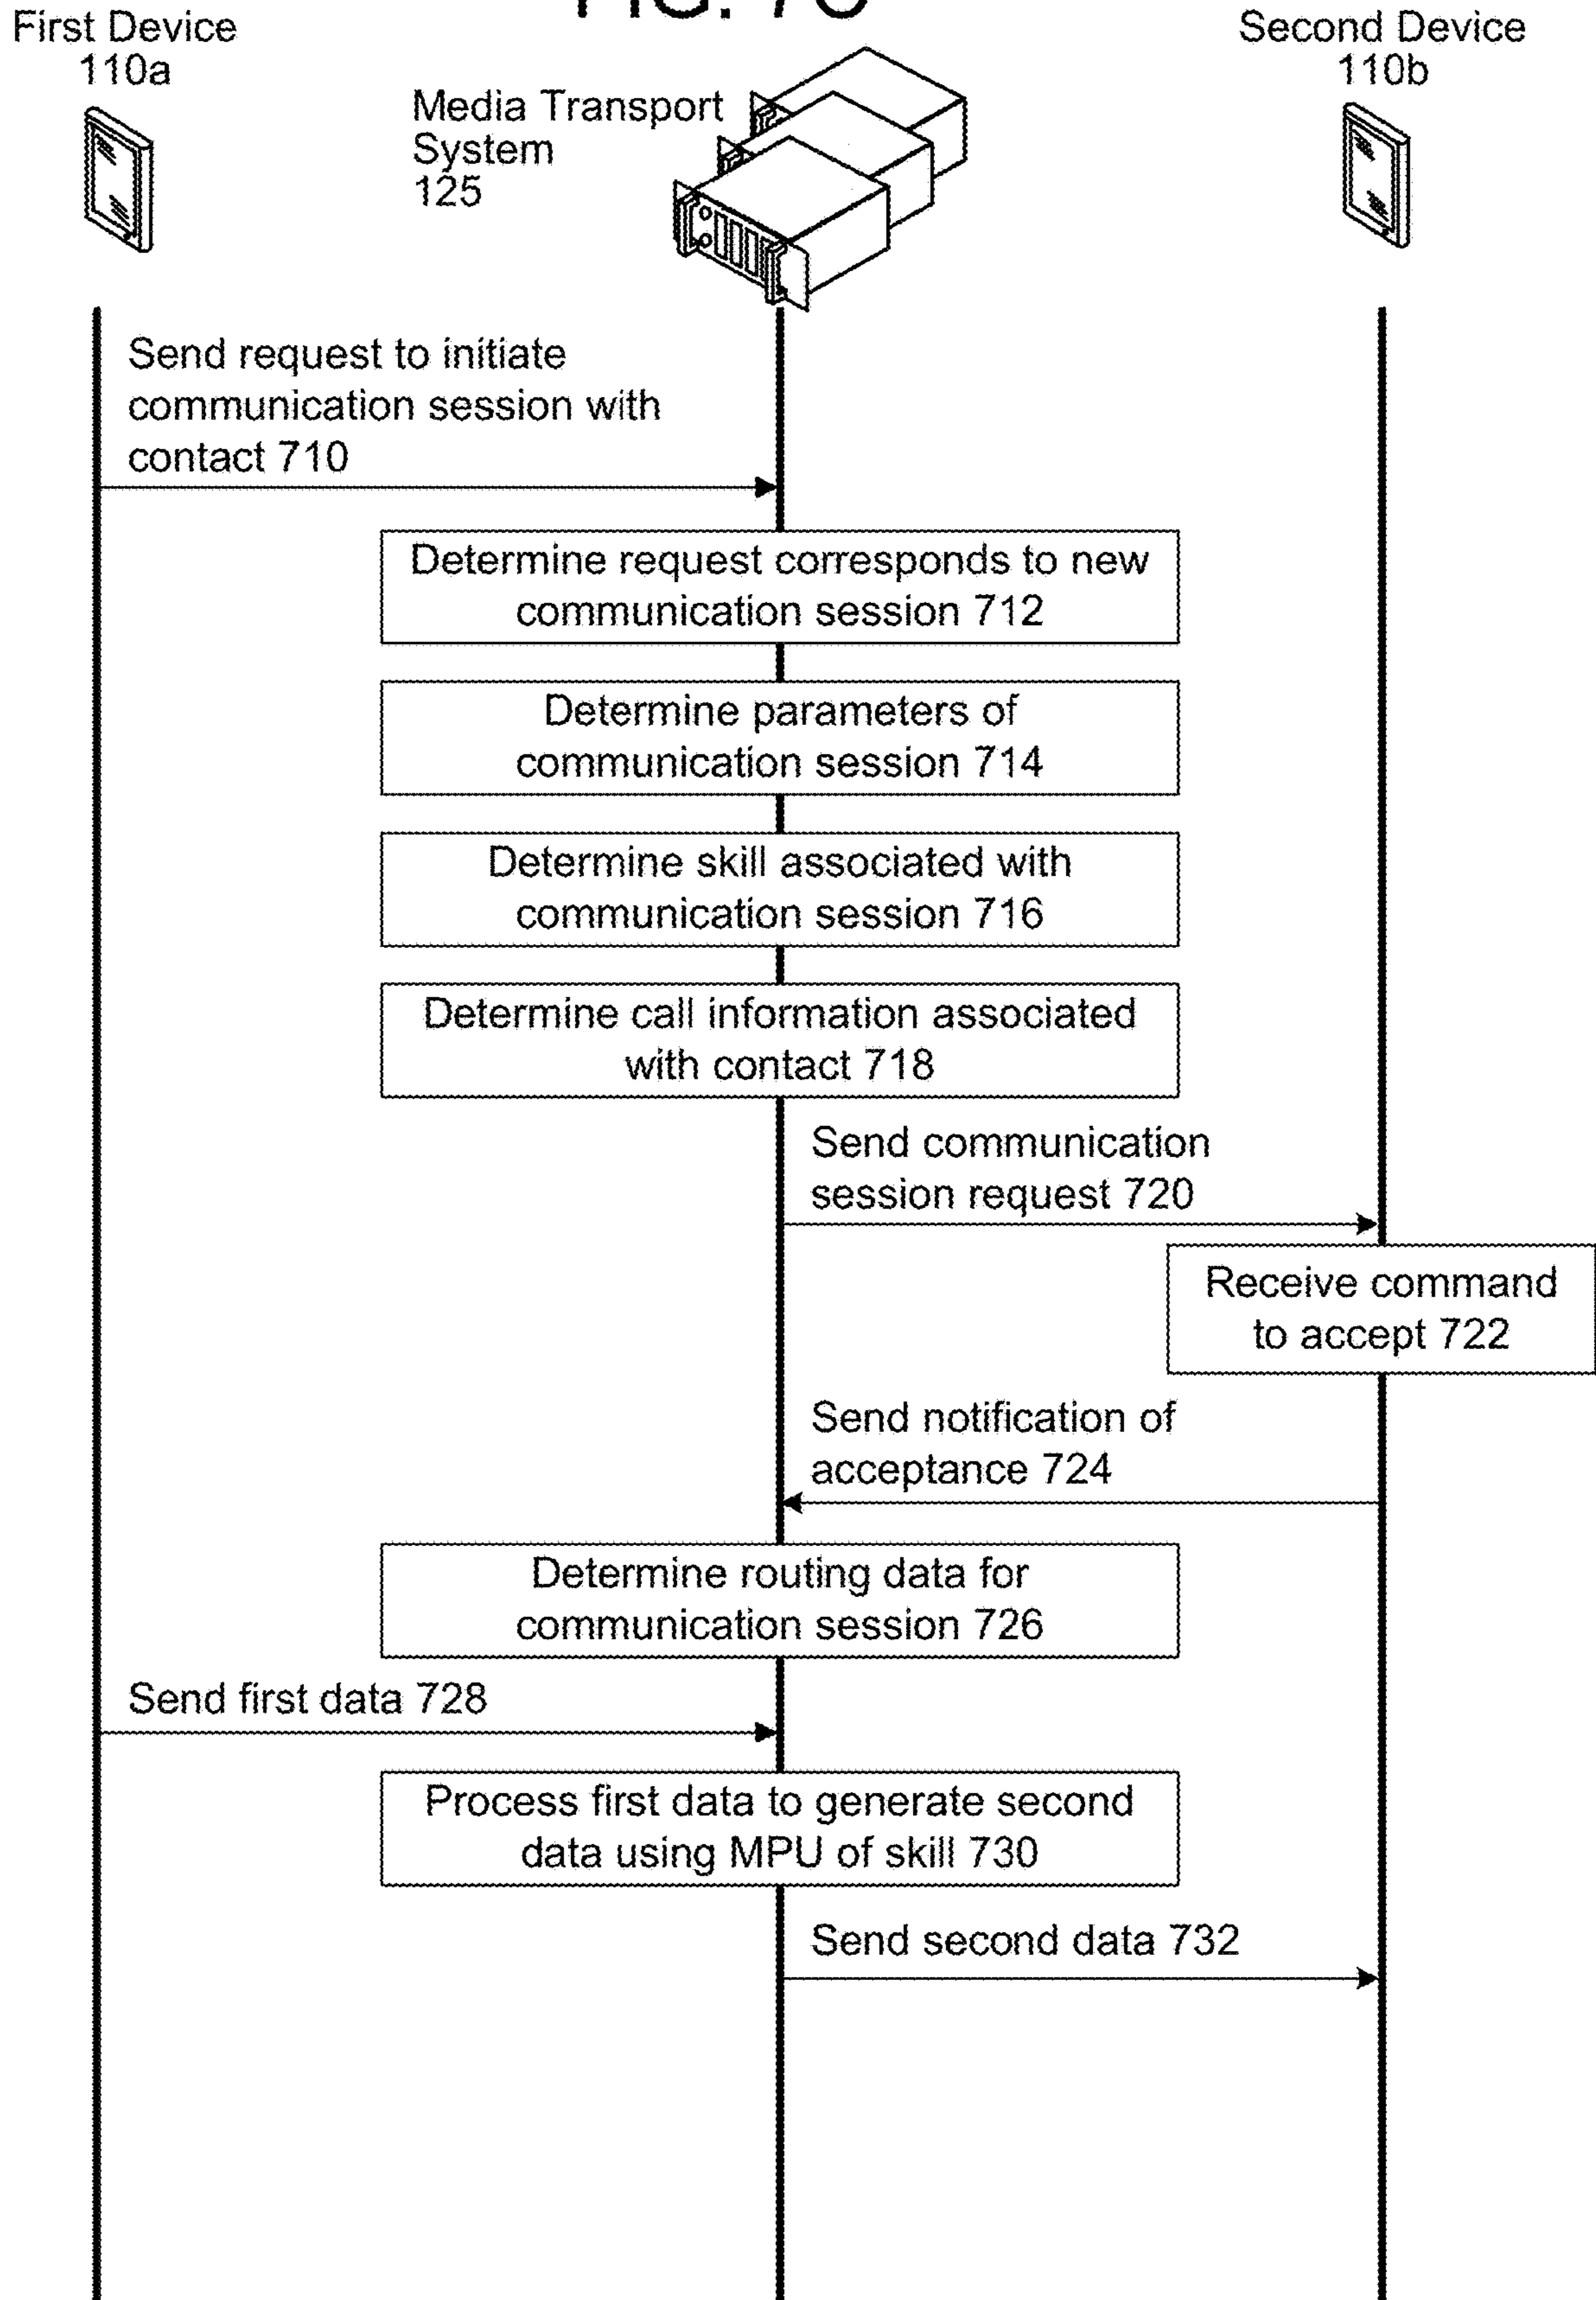 FIG.
First Device
110a
Media Transport
System
125
Second Device
110b
Send request to initiate
communication session with
contact 710
Determine request corresponds to new
communication session 712
Determine parameters of
communication session 714
Determine skill associated with
communication session 716
Determine call information associated
with contact 718
Send communication
session request 720
Receive command
to accept 722
Send notification of
acceptance 724
Determine routing data for
communication session 726
Send first data 728
Process first data to generate second
data using MPU of skill 730
Send second data 732